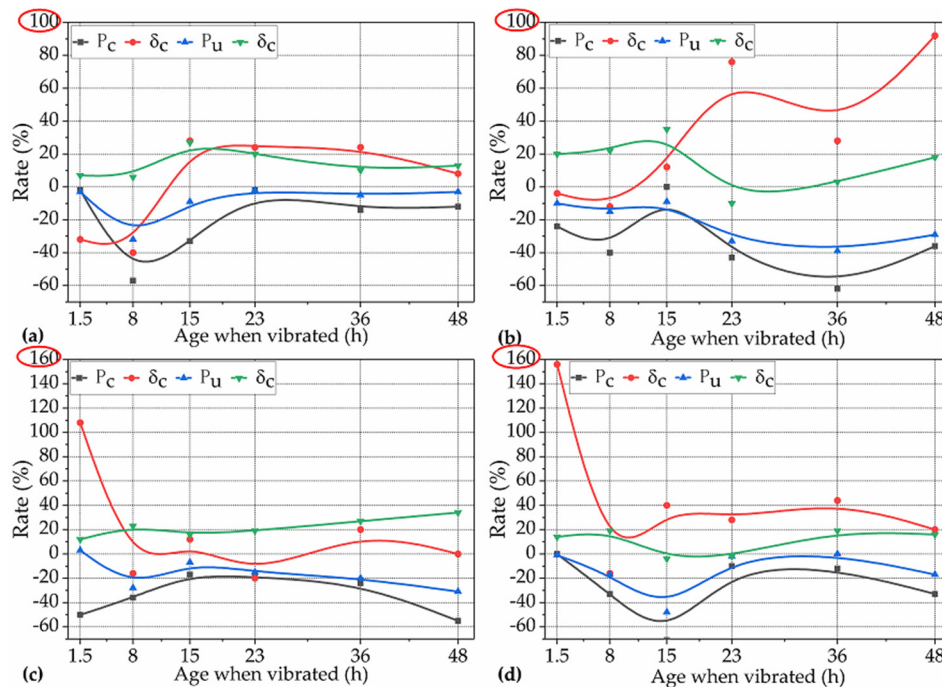 100
80
60
40
20
0
-20
-40
-60
Rate (%)
Pc δc Pu δc
1.5 8 15 23 36 48
(a) Age when vibrated (h)
100
80
60
40
20
0
-20
-40
-60
Rate (%)
Pc δc Pu δc
1.5 8 15 23 36 48
(b) Age when vibrated (h)
160
140
120
100
80
60
40
20
0
-20
-40
-60
Rate (%)
Pc δc Pu δc
1.5 8 15 23 36 48
(c) Age when vibrated (h)
160
140
120
100
80
60
40
20
0
-20
-40
-60
Rate (%)
Pc δc Pu δc
1.5 8 15 23 36 48
(d) Age when vibrated (h)